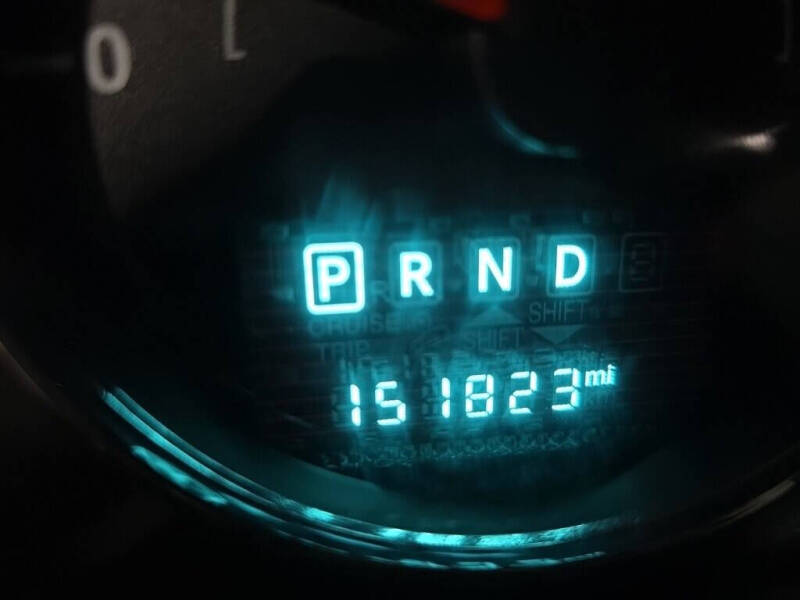 0
P R N D
CRUISE
SHIFT
TRIP
SHIFT
151823 mi